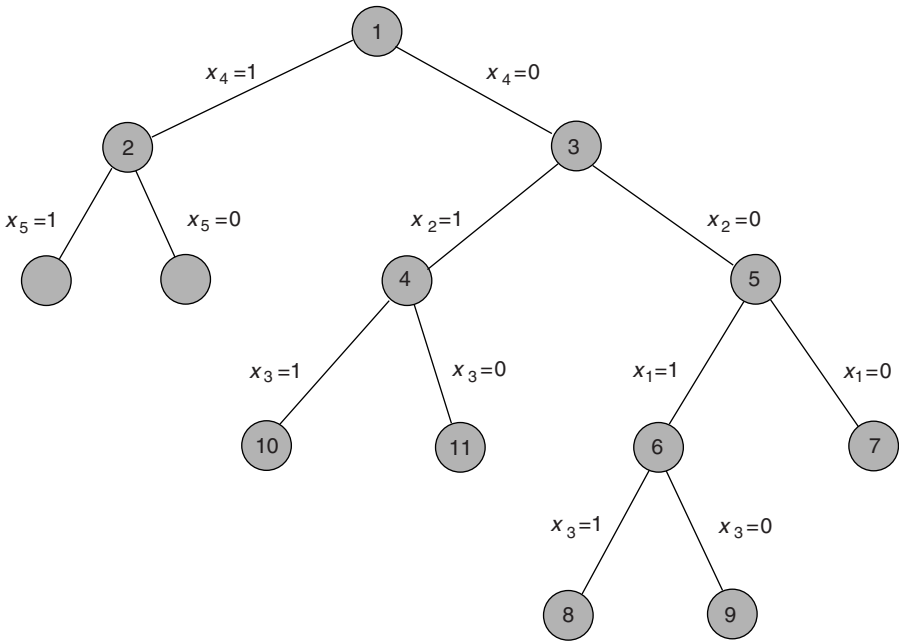 1
x4=1
x4=0
2
3
x5=1
x5=0
x2=1
x2=0
4
5
x3=1
x3=0
x1=1
x1=0
10
11
6
7
x3=1
x3=0
8
9